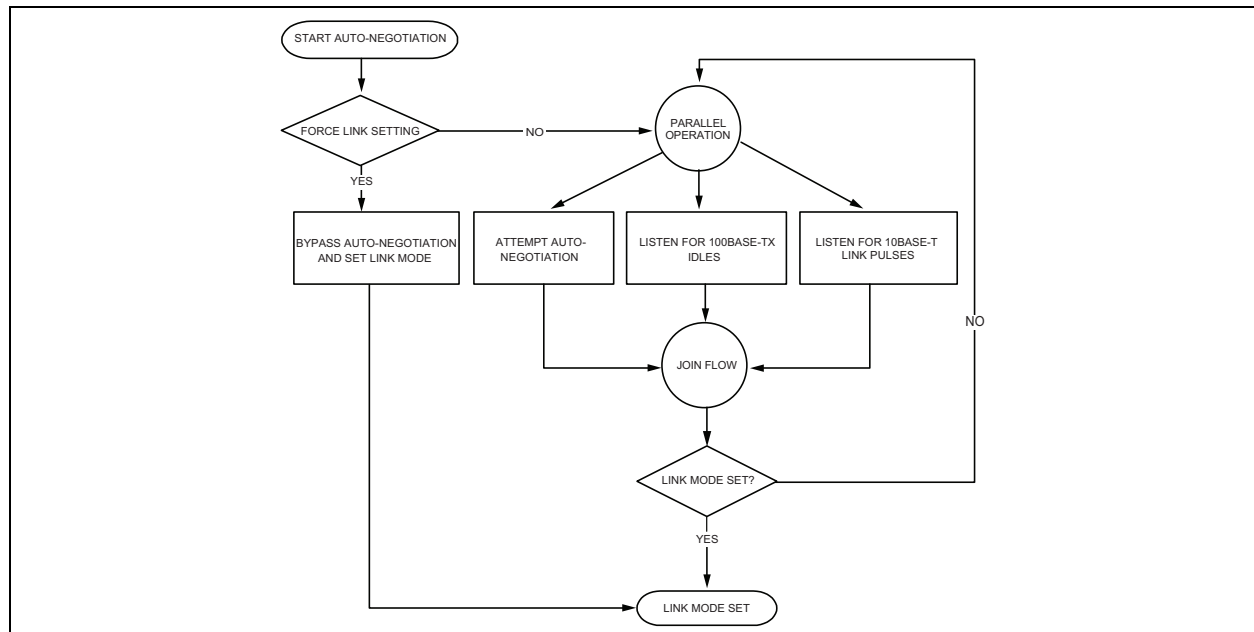 START AUTO-NEGOTIATION
FORCE LINK SETTING
NO
PARALLEL
OPERATION
YES
BYPASS AUTO-NEGOTIATION
AND SET LINK MODE
ATTEMPT AUTO-
NEGOTIATION
LISTEN FOR 100BASE-TX
IDLES
LISTEN FOR 10BASE-T
LINK PULSES
NO
JOIN FLOW
LINK MODE SET?
YES
LINK MODE SET